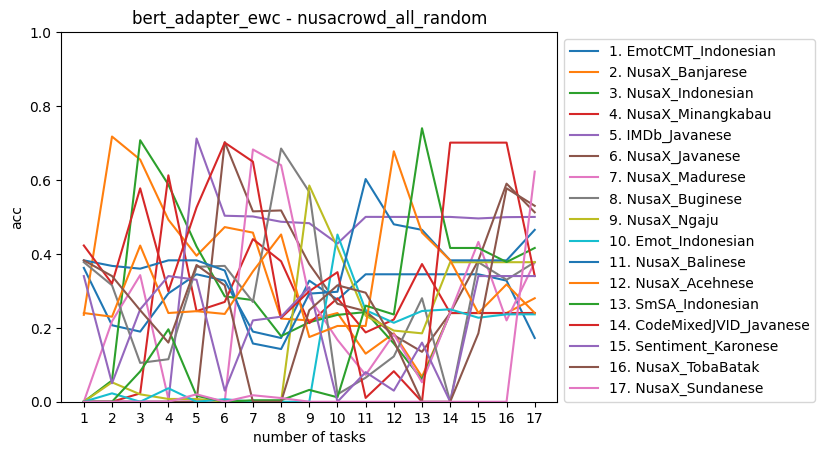 bert_adapter_ewc - nusacrowd_all_random
1.0
0.8
0.6
0.4
0.2
0.0
acc
1 2 3 4 5 6 7 8 9 10 11 12 13 14 15 16 17
number of tasks
1. EmotCMT_Indonesian
2. NusaX_Banjarese
3. NusaX_Indonesian
4. NusaX_Minangkabau
5. IMDb_Javanese
6. NusaX_Javanese
7. NusaX_Madurese
8. NusaX_Buginese
9. NusaX_Ngaju
10. Emot_Indonesian
11. NusaX_Balinese
12. NusaX_Acehnese
13. SmSA_Indonesian
14. CodeMixedJVID_Javanese
15. Sentiment_Karonese
16. NusaX_TobaBatak
17. NusaX_Sundanese